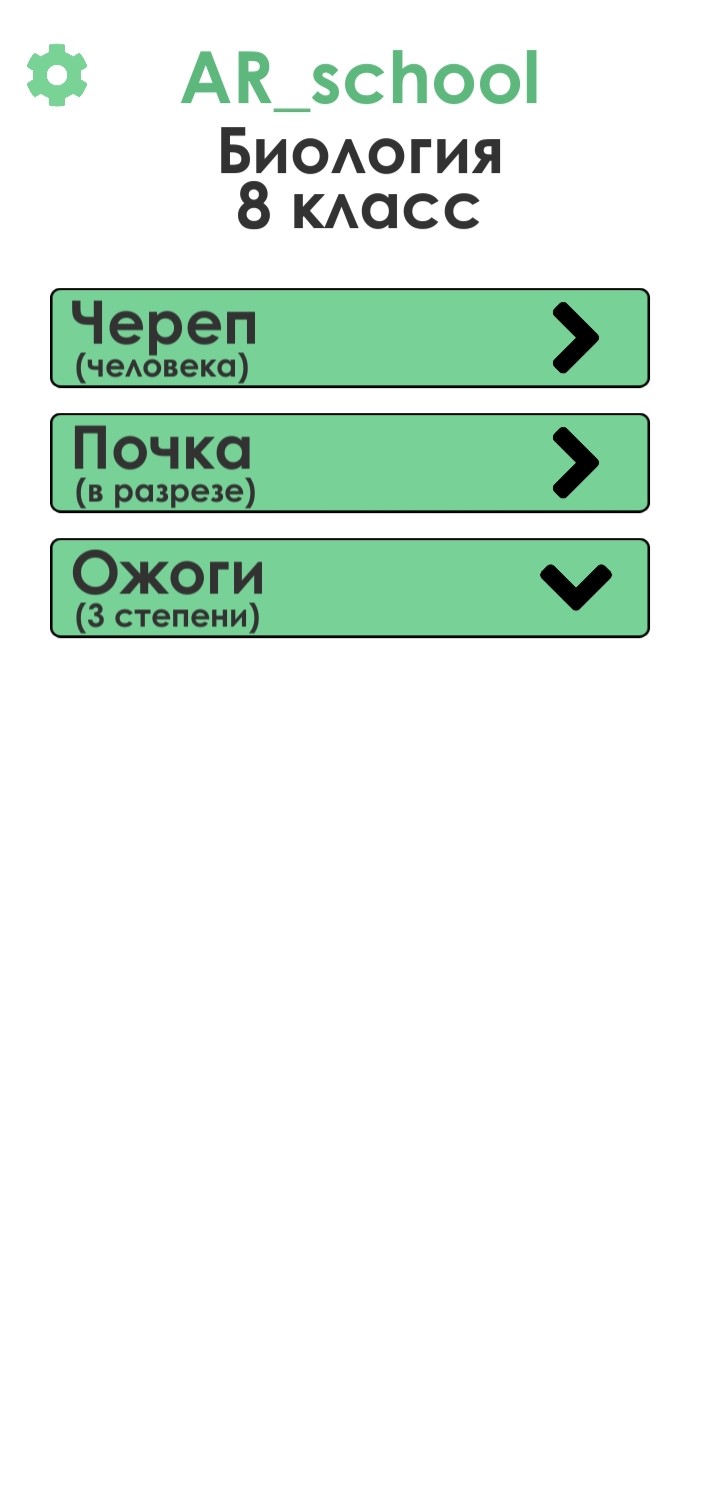 AR_school
Биология
8 класс
Череп
(человека)
Почка
(в разрезе)
Ожоги
(3 степени)